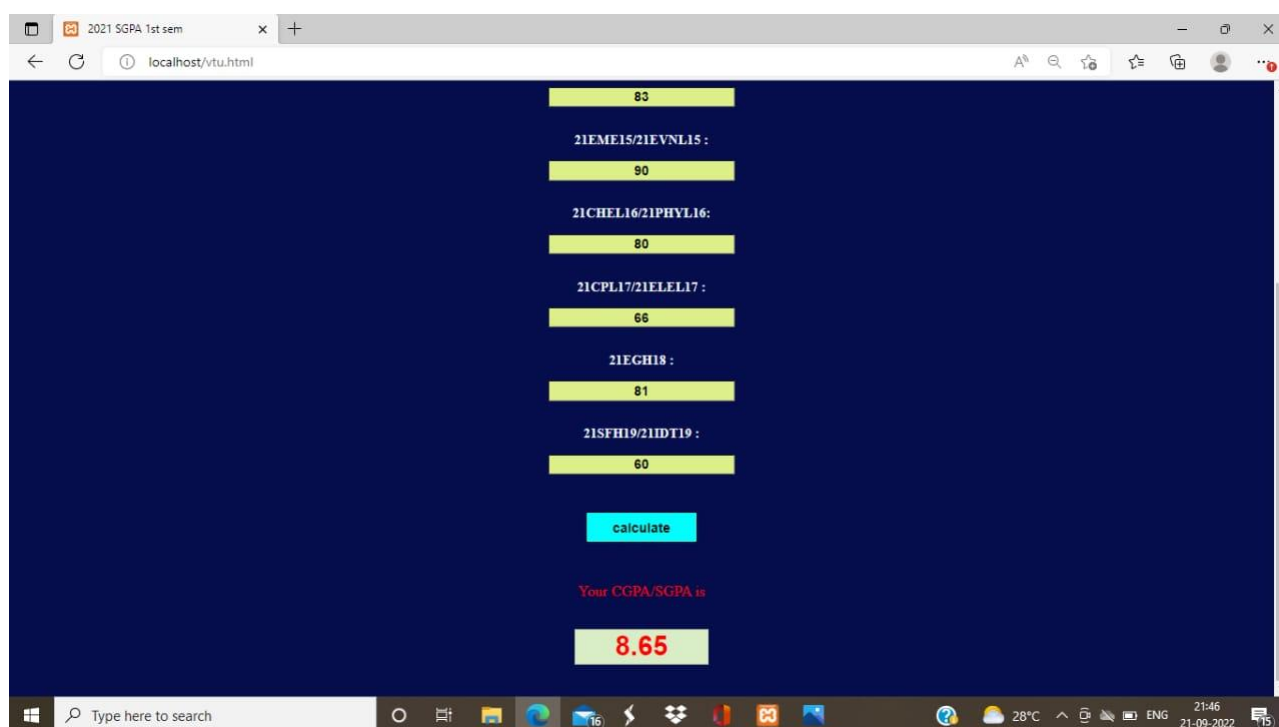 2021 SGPA 1st sem
localhost/vtu.html
83
21EME15/21EVNL15 :
90
21CHEL16/21PHYL16:
80
21CPL17/21ELEL17 :
66
21EGH18 :
81
21SFH19/21IDT19 :
60
calculate
Your CGPA/SGPA is
8.65
Type here to search
16
28°C
ENG
21:46
21-09-2022